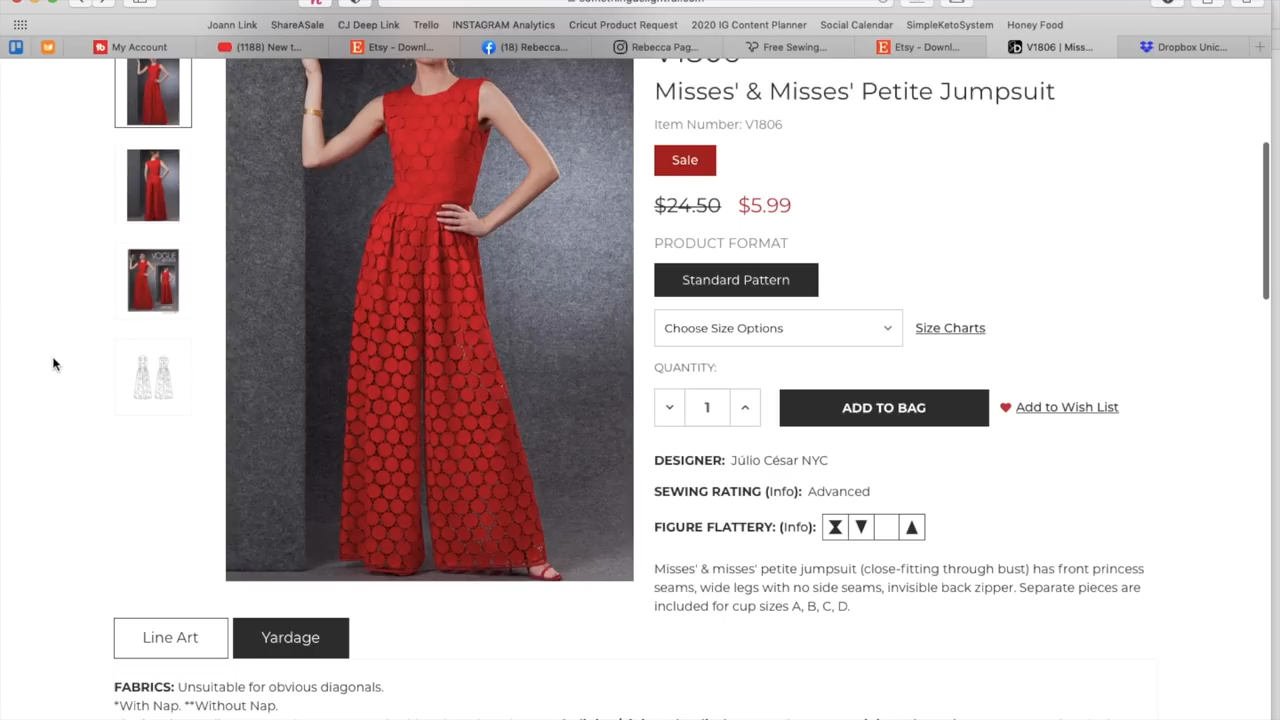 Joann Link ShareASale CJ Deep Link Trello INSTAGRAM Analytics Cricut Product Request 2020 IG Content Planner Social Calendar SimpleKetoSystem Honey Food
My Account (1188) New t... Etsy - Downl... (18) Rebecca... Rebecca Pag... Free Sewing... Etsy - Downl... V1806 | Miss... Dropbox Unic...
V1806
Misses' & Misses' Petite Jumpsuit
Item Number: V1806
Sale
$24.50 $5.99
PRODUCT FORMAT
Standard Pattern
Choose Size Options Size Charts
QUANTITY:
1 ADD TO BAG Add to Wish List
DESIGNER: Júlio César NYC
SEWING RATING (Info): Advanced
FIGURE FLATTERY: (Info):
Misses' & misses' petite jumpsuit (close-fitting through bust) has front princess
seams, wide legs with no side seams, invisible back zipper. Separate pieces are
included for cup sizes A, B, C, D.
VOGUE
Line Art Yardage
FABRICS: Unsuitable for obvious diagonals.
*With Nap. **Without Nap.